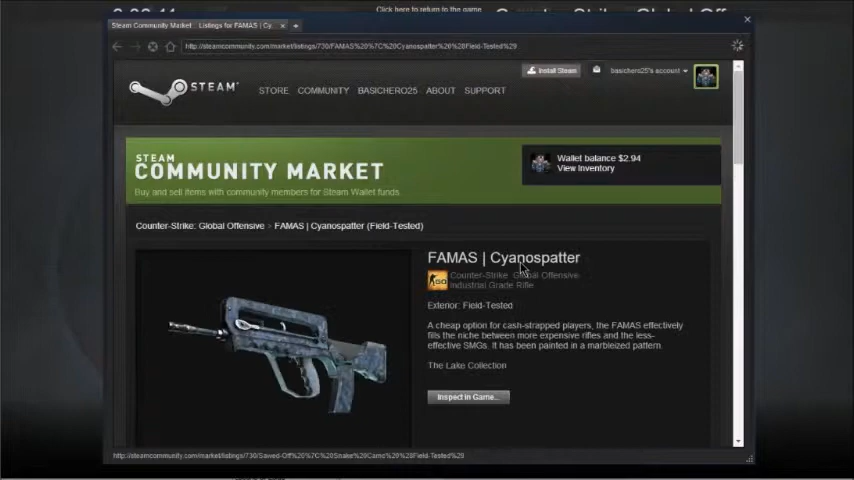 Click here to return to the game
Steam Community Market
Listings for FAMAS | Cy...
http://steamcommunity.com/market/listings/730/FAMAS%20%7C%20Cyanospatter%20%28Field-Tested%29
Install Steam
basichero25's account
STEAM
STORE COMMUNITY BASICHERO25 ABOUT SUPPORT
STEAM
COMMUNITY MARKET
Buy and sell items with community members for Steam Wallet funds.
Wallet balance $2.94
View Inventory
Counter-Strike: Global Offensive > FAMAS | Cyanospatter (Field-Tested)
FAMAS | Cyanospatter
GO
Counter-Strike: Global Offensive
Industrial Grade Rifle
Exterior: Field-Tested
A cheap option for cash-strapped players, the FAMAS effectively
fills the niche between more expensive rifles and the less-
effective SMGs. It has been painted in a marbleized pattern.
The Lake Collection
Inspect in Game...
http://steamcommunity.com/market/listings/730/Sawed-Off%20%7C%20Snake%20Camo%20%28Field-Tested%29